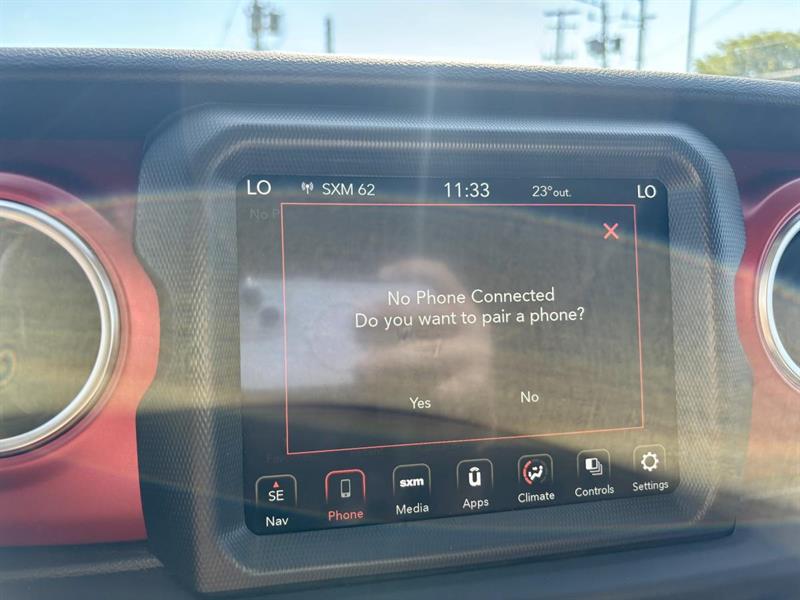 LO SXM 62 11:33 23°out. LO
No P
No Phone Connected
Do you want to pair a phone?
Yes No
SE sxm û
Nav Phone Media Apps Climate Controls Settings